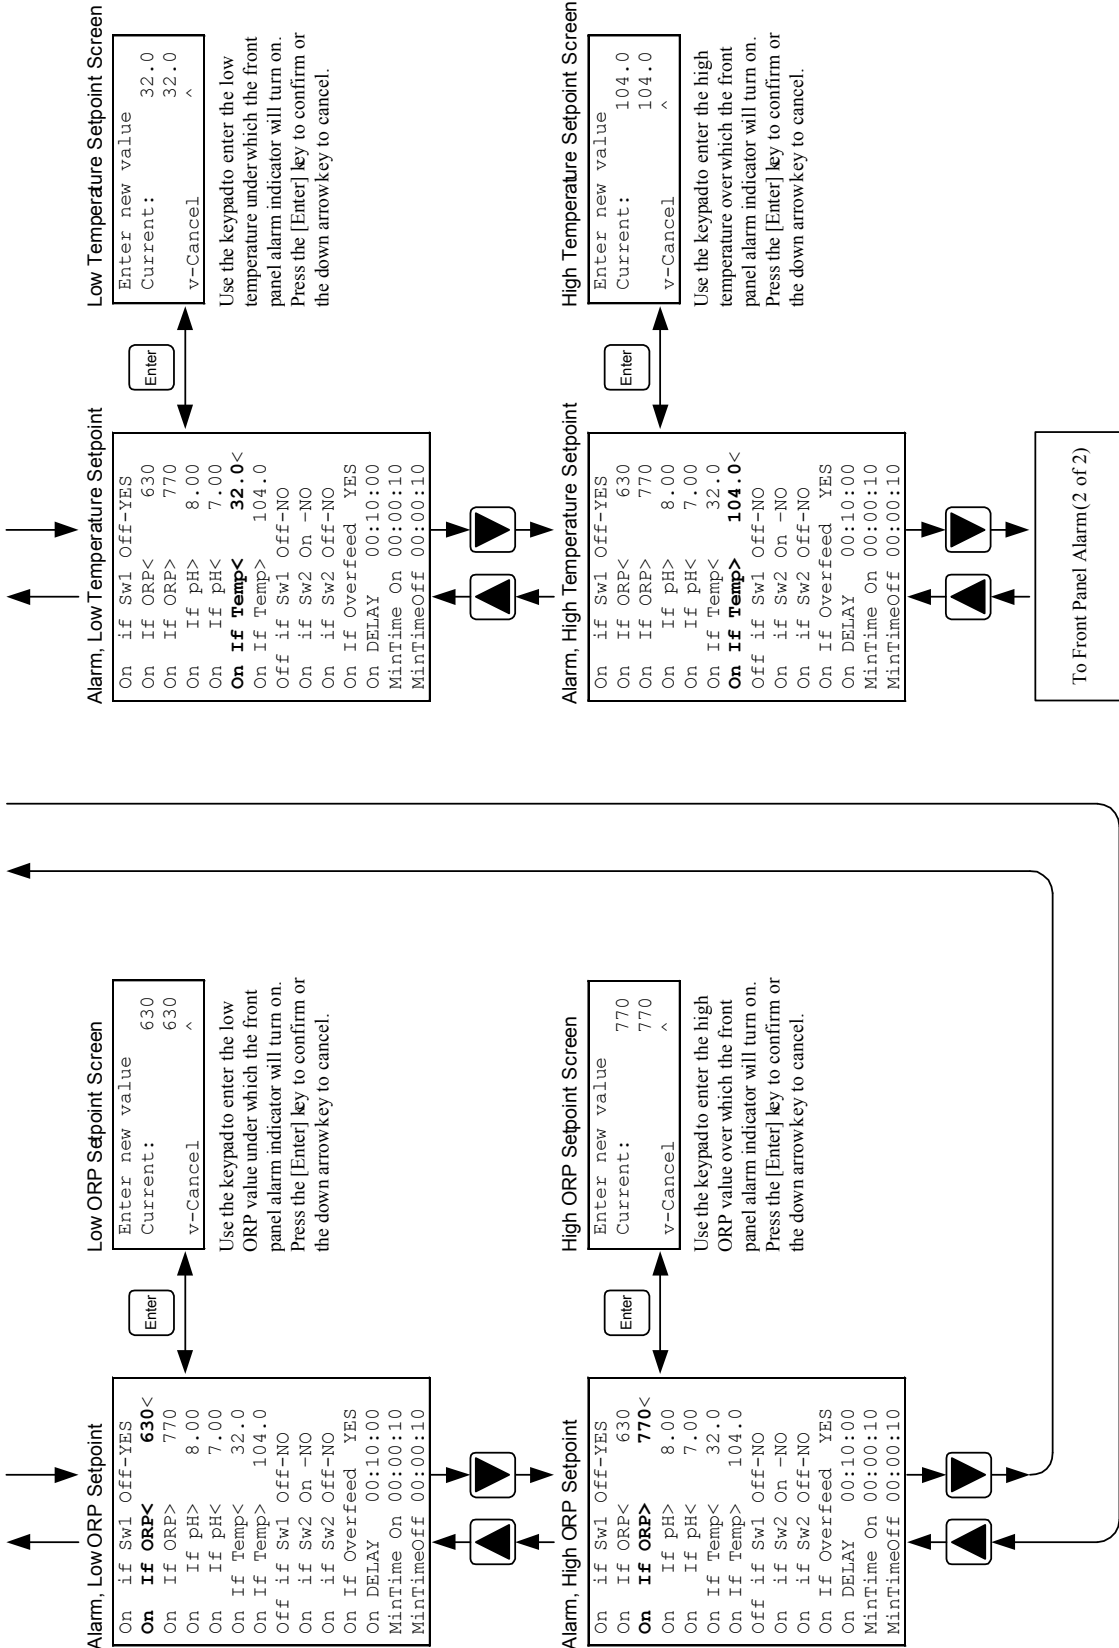 Alarm, Low ORP Setpoint
On  if Sw1 Off-YES
On  If ORP<   630<
On  If ORP>   770
On  If pH>   8.00
On  If pH<   7.00
On If Temp<  32.0
On If Temp> 104.0
Off if Sw1 Off-NO
On  if Sw2 On -NO
On  if Sw2 Off-NO
On If Overfeed YES
On DELAY  00:10:00
MinTime On 00:00:10
MinTimeOff 00:00:10
Enter
Low ORP Setpoint Screen
Enter new value
Current:    630
630
v-Cancel    ^
Use the keypad to enter the low
ORP value under which the front
panel alarm indicator will turn on.
Press the [Enter] key to confirm or
the down arrow key to cancel.
Alarm, Low Temperature Setpoint
On  if Sw1 Off-YES
On  If ORP<   630
On  If ORP>   770
On  If pH>   8.00
On  If pH<   7.00
On If Temp<  32.0<
On If Temp> 104.0
Off if Sw1 Off-NO
On  if Sw2 On -NO
On  if Sw2 Off-NO
On If Overfeed YES
On DELAY  00:10:00
MinTime On 00:00:10
MinTimeOff 00:00:10
Enter
Low Temperature Setpoint Screen
Enter new value
Current:    32.0
32.0
v-Cancel    ^
Use the keypad to enter the low
temperature under which the front
panel alarm indicator will turn on.
Press the [Enter] key to confirm or
the down arrow key to cancel.
Alarm, High ORP Setpoint
On  if Sw1 Off-YES
On  If ORP<   630
On  If ORP>   770<
On  If pH>   8.00
On  If pH<   7.00
On If Temp<  32.0
On If Temp> 104.0
Off if Sw1 Off-NO
On  if Sw2 On -NO
On  if Sw2 Off-NO
On If Overfeed YES
On DELAY  00:10:00
MinTime On 00:00:10
MinTimeOff 00:00:10
Enter
High ORP Setpoint Screen
Enter new value
Current:    770
770
v-Cancel    ^
Use the keypad to enter the high
ORP value over which the front
panel alarm indicator will turn on.
Press the [Enter] key to confirm or
the down arrow key to cancel.
Alarm, High Temperature Setpoint
On  if Sw1 Off-YES
On  If ORP<   630
On  If ORP>   770
On  If pH>   8.00
On  If pH<   7.00
On If Temp<  32.0
On If Temp> 104.0<
Off if Sw1 Off-NO
On  if Sw2 On -NO
On  if Sw2 Off-NO
On If Overfeed YES
On DELAY  00:10:00
MinTime On 00:00:10
MinTimeOff 00:00:10
Enter
High Temperature Setpoint Screen
Enter new value
Current:    104.0
104.0
v-Cancel    ^
Use the keypad to enter the high
temperature over which the front
panel alarm indicator will turn on.
Press the [Enter] key to confirm or
the down arrow key to cancel.
To Front Panel Alarm (2 of 2)